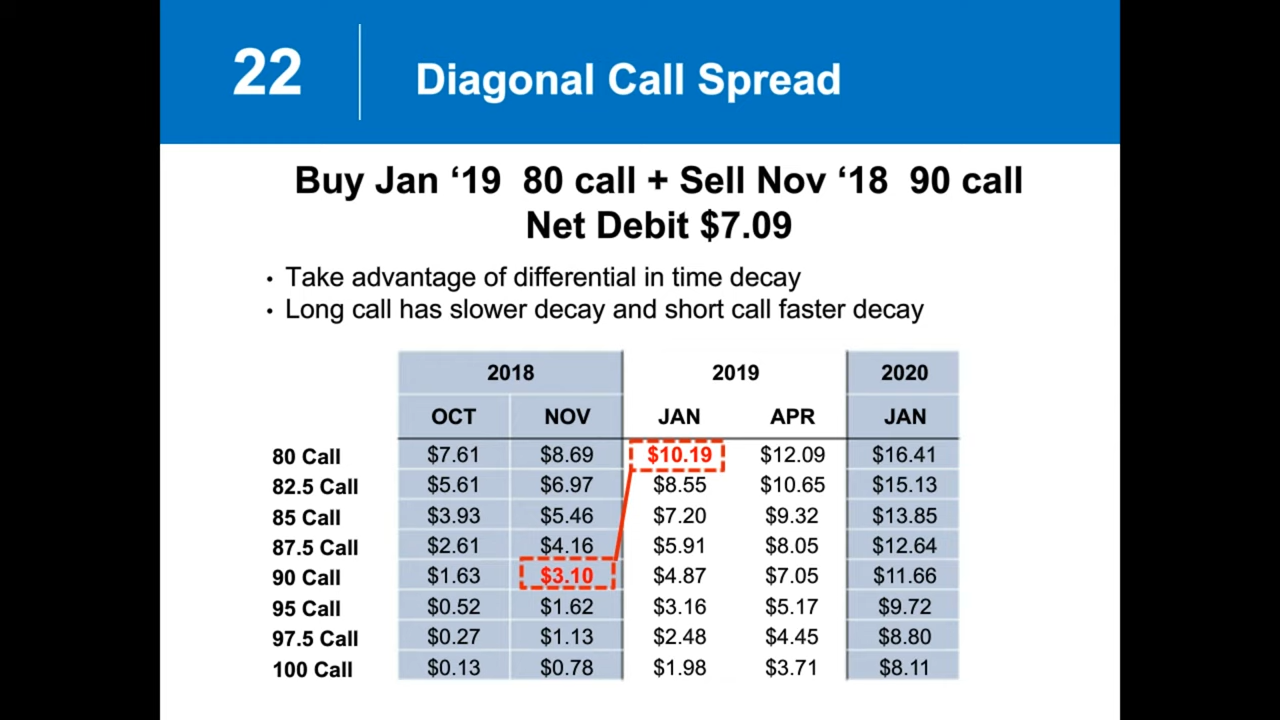 22
Diagonal Call Spread
Buy Jan ‘19 80 call + Sell Nov ‘18 90 call
Net Debit $7.09
• Take advantage of differential in time decay
• Long call has slower decay and short call faster decay
2018 2019 2020
OCT NOV JAN APR JAN
80 Call $7.61 $8.69 $10.19 $12.09 $16.41
82.5 Call $5.61 $6.97 $8.55 $10.65 $15.13
85 Call $3.93 $5.46 $7.20 $9.32 $13.85
87.5 Call $2.61 $4.16 $5.91 $8.05 $12.64
90 Call $1.63 $3.10 $4.87 $7.05 $11.66
95 Call $0.52 $1.62 $3.16 $5.17 $9.72
97.5 Call $0.27 $1.13 $2.48 $4.45 $8.80
100 Call $0.13 $0.78 $1.98 $3.71 $8.11